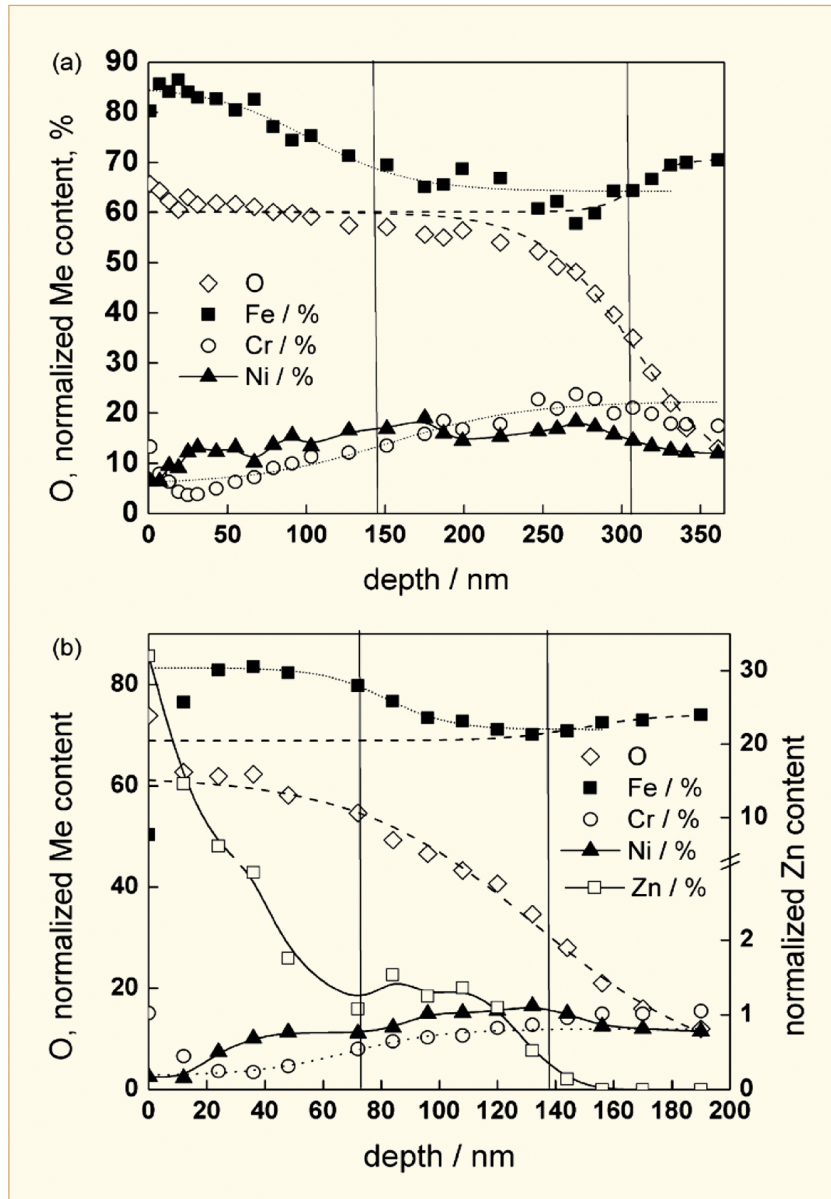 (a)
90
80
70
60
50
40
30
20
10
0
O, normalized Me content, %
O
Fe / %
Cr / %
Ni / %
0 50 100 150 200 250 300 350
depth / nm
(b)
80
60
40
20
0
O, normalized Me content
30
20
10
2
1
0
normalized Zn content
O
Fe / %
Cr / %
Ni / %
Zn / %
0 20 40 60 80 100 120 140 160 180 200
depth / nm